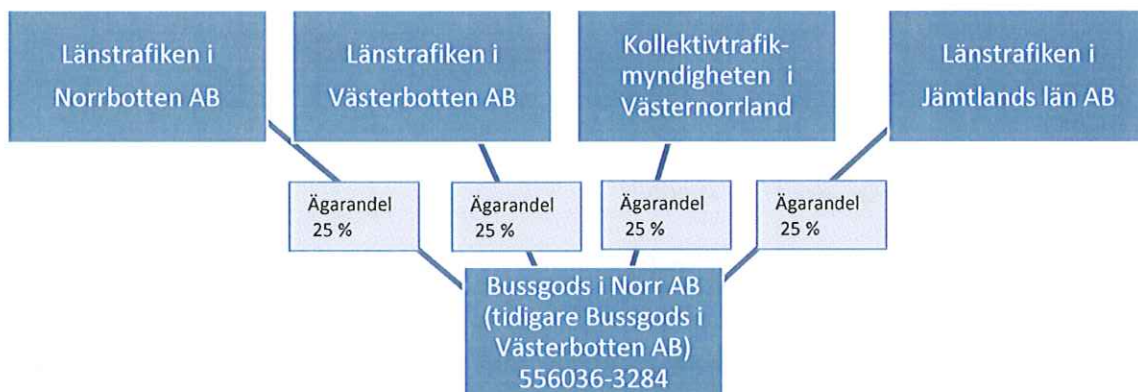 Länstrafiken i
Norrbotten AB
Länstrafiken i
Västerbotten AB
Kollektivtrafik-
myndigheten i
Västernorrland
Länstrafiken i
Jämtlands län AB
Ägarandel
25 %
Ägarandel
25 %
Ägarandel
25 %
Ägarandel
25 %
Bussgods i Norr AB
(tidigare Bussgods i
Västerbotten AB)
556036-3284